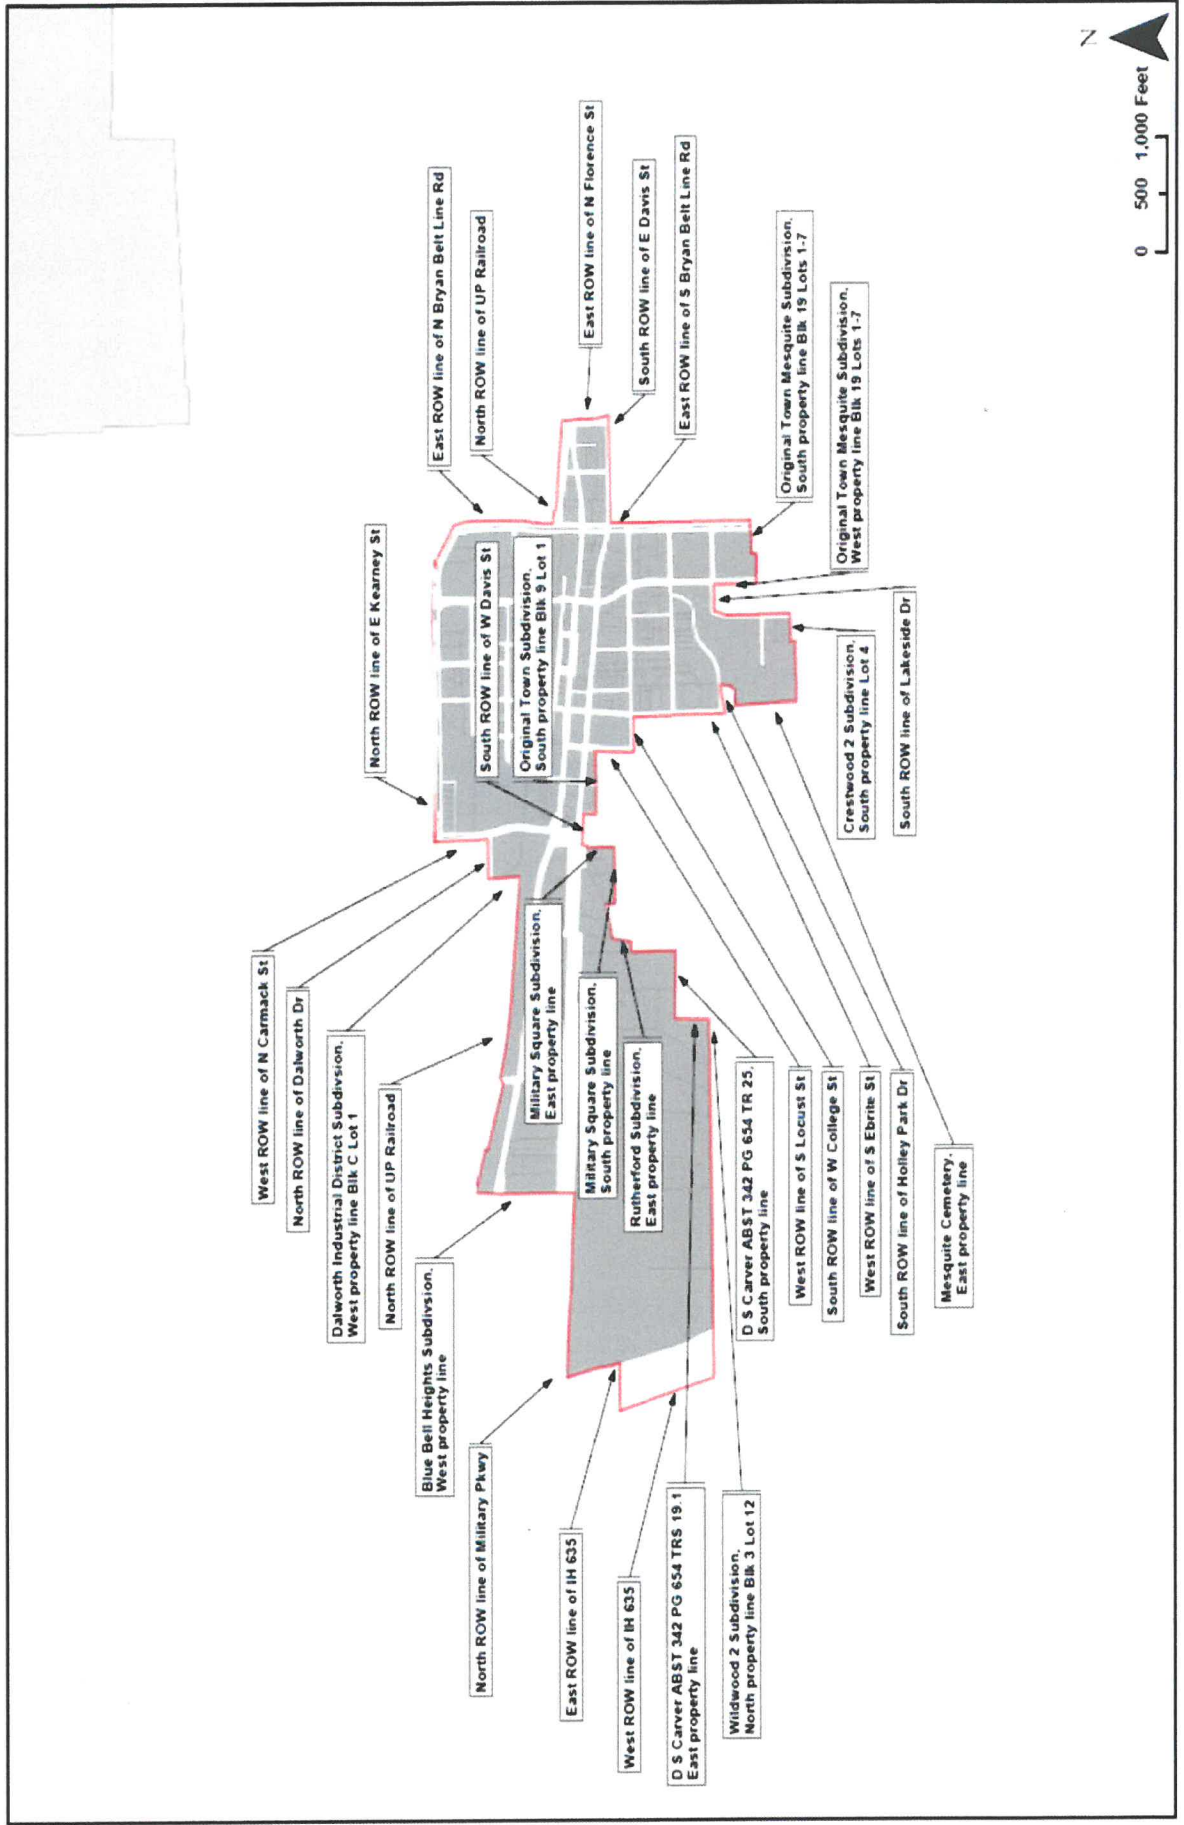 North ROW line of E Kearney St
East ROW line of N Bryan Belt Line Rd
North ROW line of UP Railroad
East ROW line of N Florence St
South ROW line of E Davis St
East ROW line of S Bryan Belt Line Rd
Original Town Mesquite Subdivision.
South property line Blk 19 Lots 1-7
Original Town Mesquite Subdivision.
West property line Blk 19 Lots 1-7
South ROW line of Lakeside Dr
Crestwood 2 Subdivision.
South property line Lot 4
South ROW line of W Davis St
Original Town Subdivision.
South property line Blk 9 Lot 1
West ROW line of N Carmack St
North ROW line of Dalworth Dr
Dalworth Industrial District Subdivsion.
West property line Blk C Lot 1
North ROW line of UP Railroad
Blue Bell Heights Subdivsion.
West property line
North ROW line of Military Pkwy
East ROW line of IH 635
West ROW line of IH 635
D S Carver ABST 342 PG 654 TRS 19.1
East property line
Wildwood 2 Subdivision.
North property line Blk 3 Lot 12
Military Square Subdivision.
East property line
Military Square Subdivision.
South property line
Rutherford Subdivision.
East property line
D S Carver ABST 342 PG 654 TR 25.
South property line
West ROW line of S Locust St
South ROW line of W College St
West ROW line of S Ebrite St
South ROW line of Holley Park Dr
Mesquite Cemetery.
East property line
0 500 1,000 Feet
N